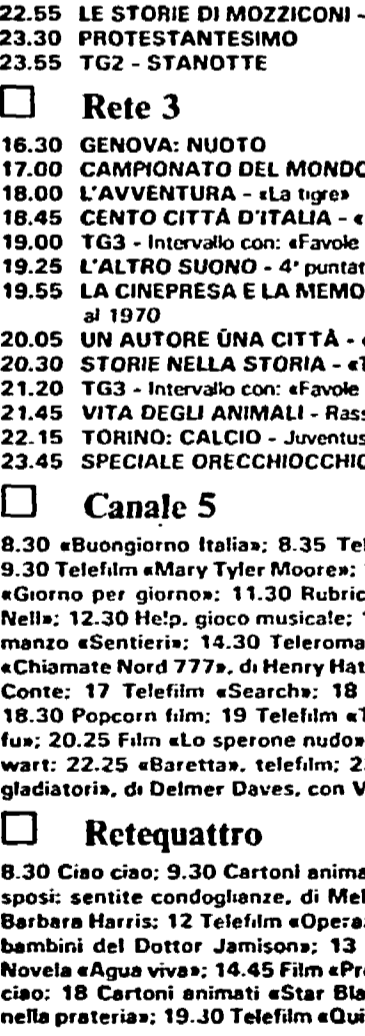 22.55 LE STORIE DI MOZZICONI -
23.30 PROTESTANTESIMO
23.55 TG2 - STANOTTE
Rete 3
16.30 GENOVA: NUOTO
17.00 CAMPIONATO DEL MONDO
18.00 L'AVVENTURA - «La tigre»
18.45 CENTO CITTÀ D'ITALIA - «
19.00 TG3 - Intervallo con: «Favole
19.25 L'ALTRO SUONO - 4ª puntat
19.55 LA CINEPRESA E LA MEMO
al 1970
20.05 UN AUTORE UNA CITTÀ - «
20.30 STORIE NELLA STORIA - «T
21.20 TG3 - Intervallo con: «Favole
21.45 VITA DEGLI ANIMALI - Rass
22.15 TORINO: CALCIO - Juventus
23.45 SPECIALE ORECCHIOCCHIO
Canale 5
8.30 «Buongiorno Italia»; 8.35 Tel
9.30 Telefilm «Mary Tyler Moore»;
«Giorno per giorno»; 11.30 Rubric
Nell»; 12.30 Help, gioco musicale; 1
manzo «Sentieri»; 14.30 Teleroma
«Chiamate Nord 777», di Henry Hat
Conte; 17 Telefilm «Search»; 18
18.30 Popcorn film; 19 Telefilm «T
fu»; 20.25 Film «Lo sperone nudo»
wart; 22.25 «Baretta», telefilm; 2
gladiatori», di Delmer Daves, con V
Retequattro
8.30 Ciao ciao; 9.30 Cartoni anima
sposi: sentite condoglianze, di Mel
Barbara Harris; 12 Telefilm «Opera
bambini del Dottor Jamison»; 13
Novela «Agua viva»; 14.45 Film «Pr
ciao; 18 Cartoni animati «Star Bla
nella prateria»; 19.30 Telefilm «Qui